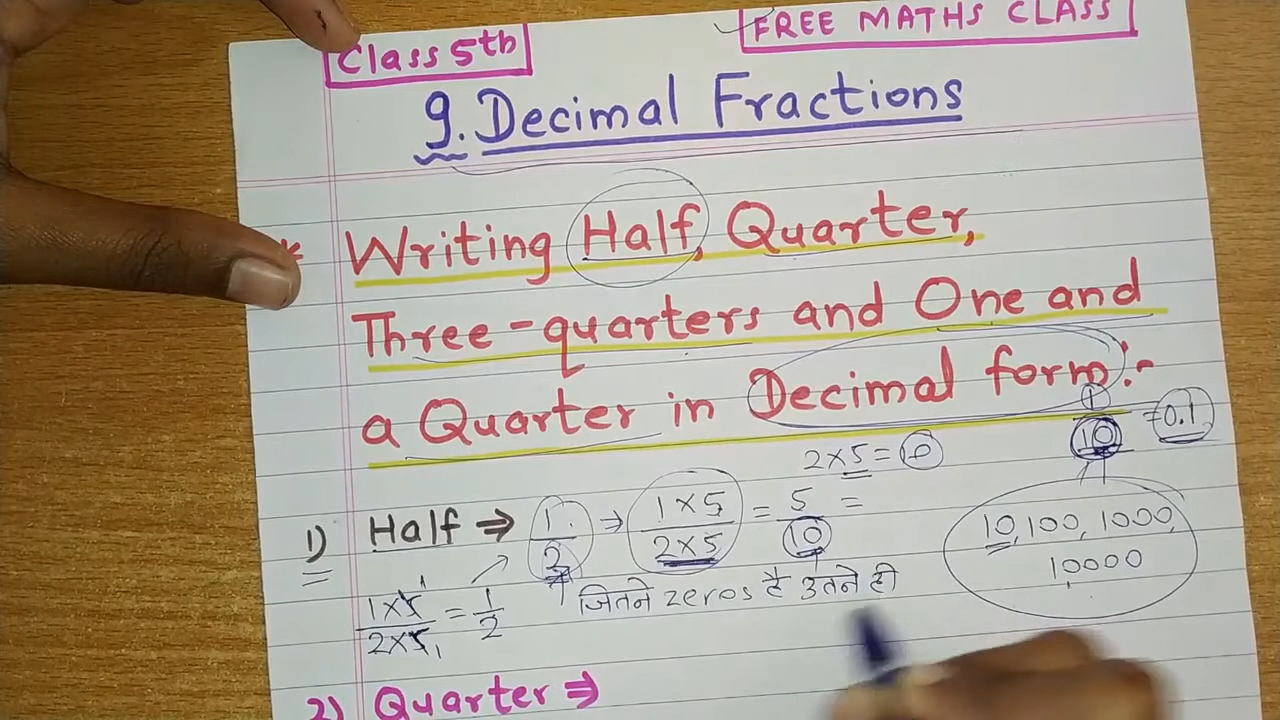 Class 5th
FREE MATHS CLASS
9. Decimal Fractions
* Writing Half, Quarter,
Three-quarters and One and
a Quarter in Decimal form:-
1/10 = 0.1
2×5=10
1) Half ⇒ 1/2 ⇒ 1×5/2×5 = 5/10 =
10,100,1000,
10000
जितने zeros है उतने ही
1×5/2×5 = 1/2
2) Quarter ⇒